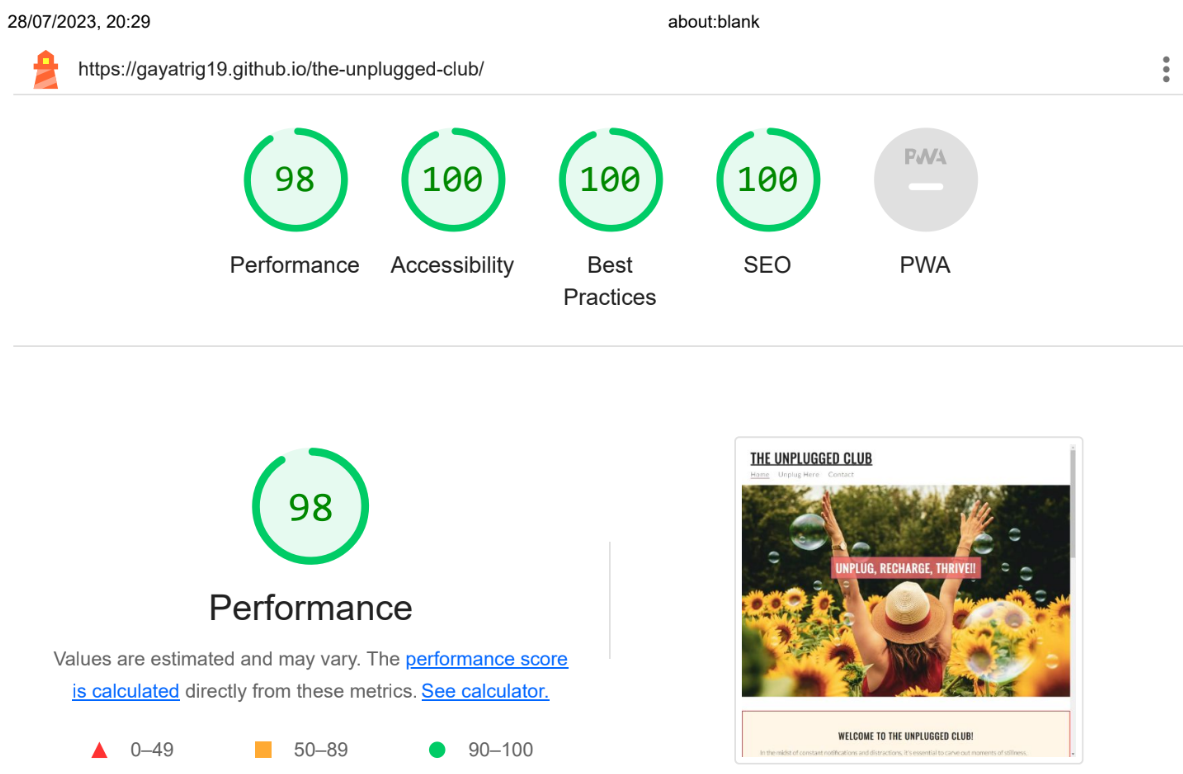 28/07/2023, 20:29
about:blank
https://gayatrig19.github.io/the-unplugged-club/
98
100
100
100
PWA
Performance
Accessibility
Best
Practices
SEO
PWA
98
Performance
Values are estimated and may vary. The performance score
is calculated directly from these metrics. See calculator.
0–49
50–89
90–100
THE UNPLUGGED CLUB
Home Unplug Here Contact
UNPLUG, RECHARGE, THRIVE!!
WELCOME TO THE UNPLUGGED CLUB!
In the midst of constant notifications and distractions, it's essential to carve out moments of stillness.